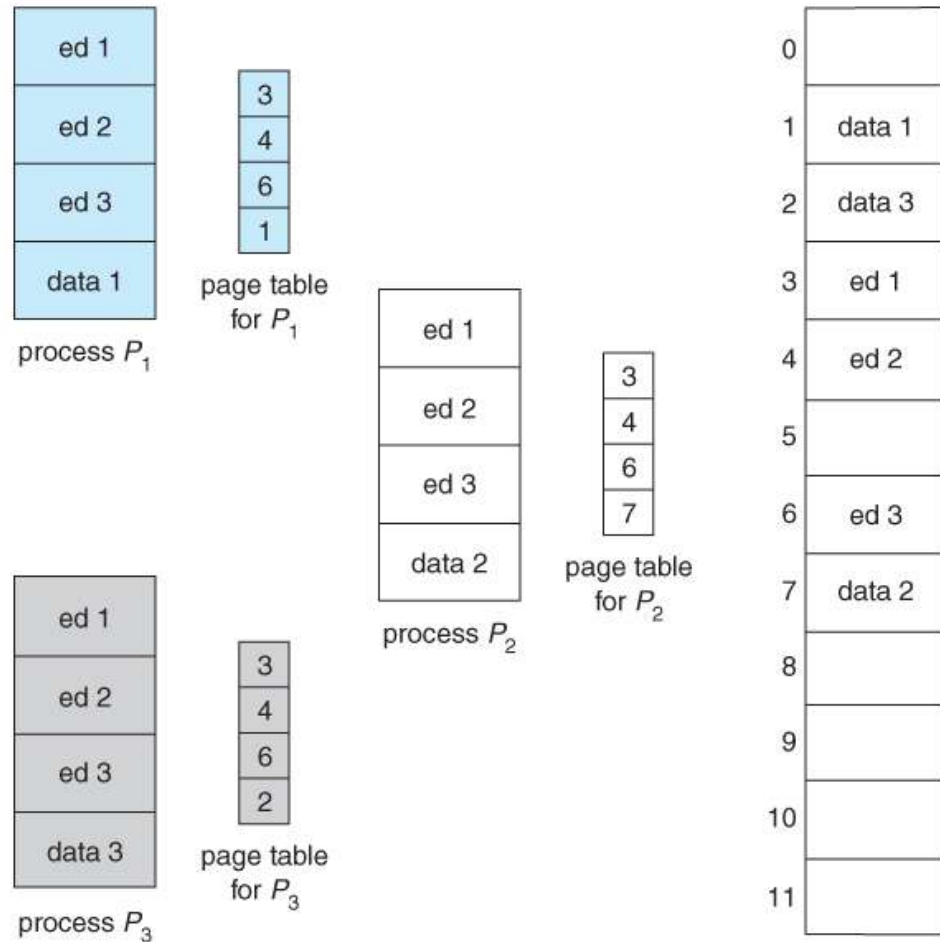 ed 1
ed 2
ed 3
data 1
process P1
3
4
6
1
page table
for P1
ed 1
ed 2
ed 3
data 2
process P2
3
4
6
7
page table
for P2
ed 1
ed 2
ed 3
data 3
process P3
3
4
6
2
page table
for P3
0
1 data 1
2 data 3
3 ed 1
4 ed 2
5
6 ed 3
7 data 2
8
9
10
11